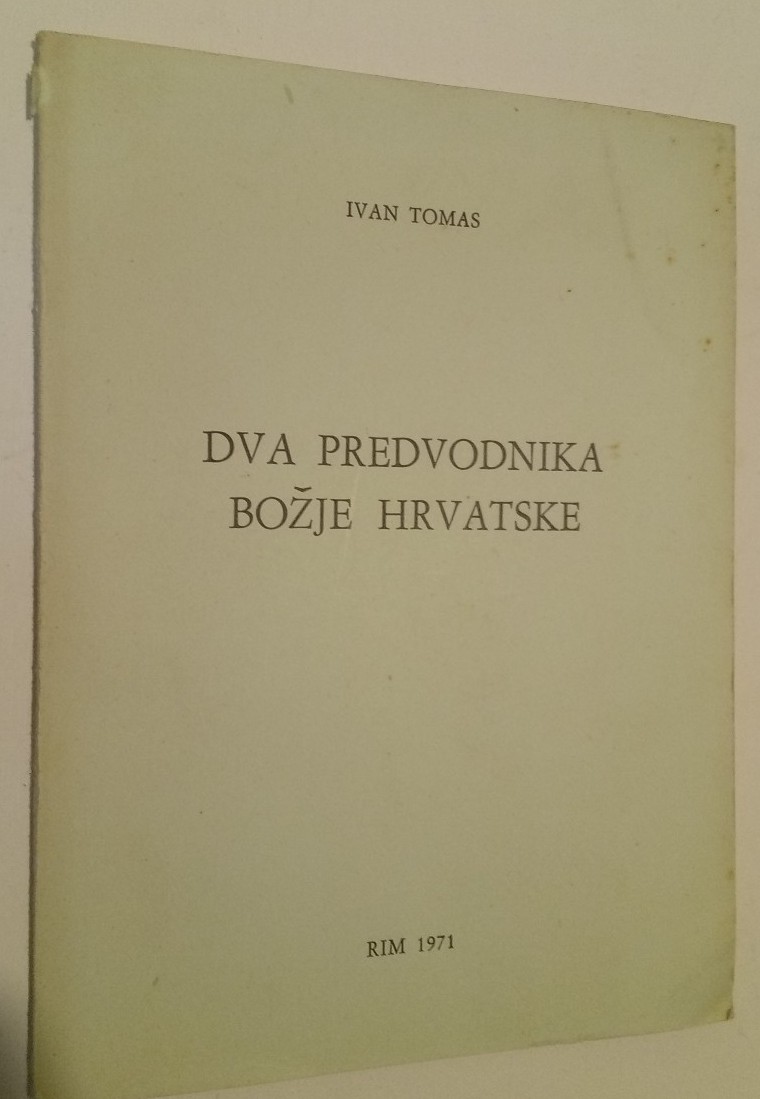 IVAN TOMAS
DVA PREDVODNIKA
BOŽJE HRVATSKE
RIM 1971